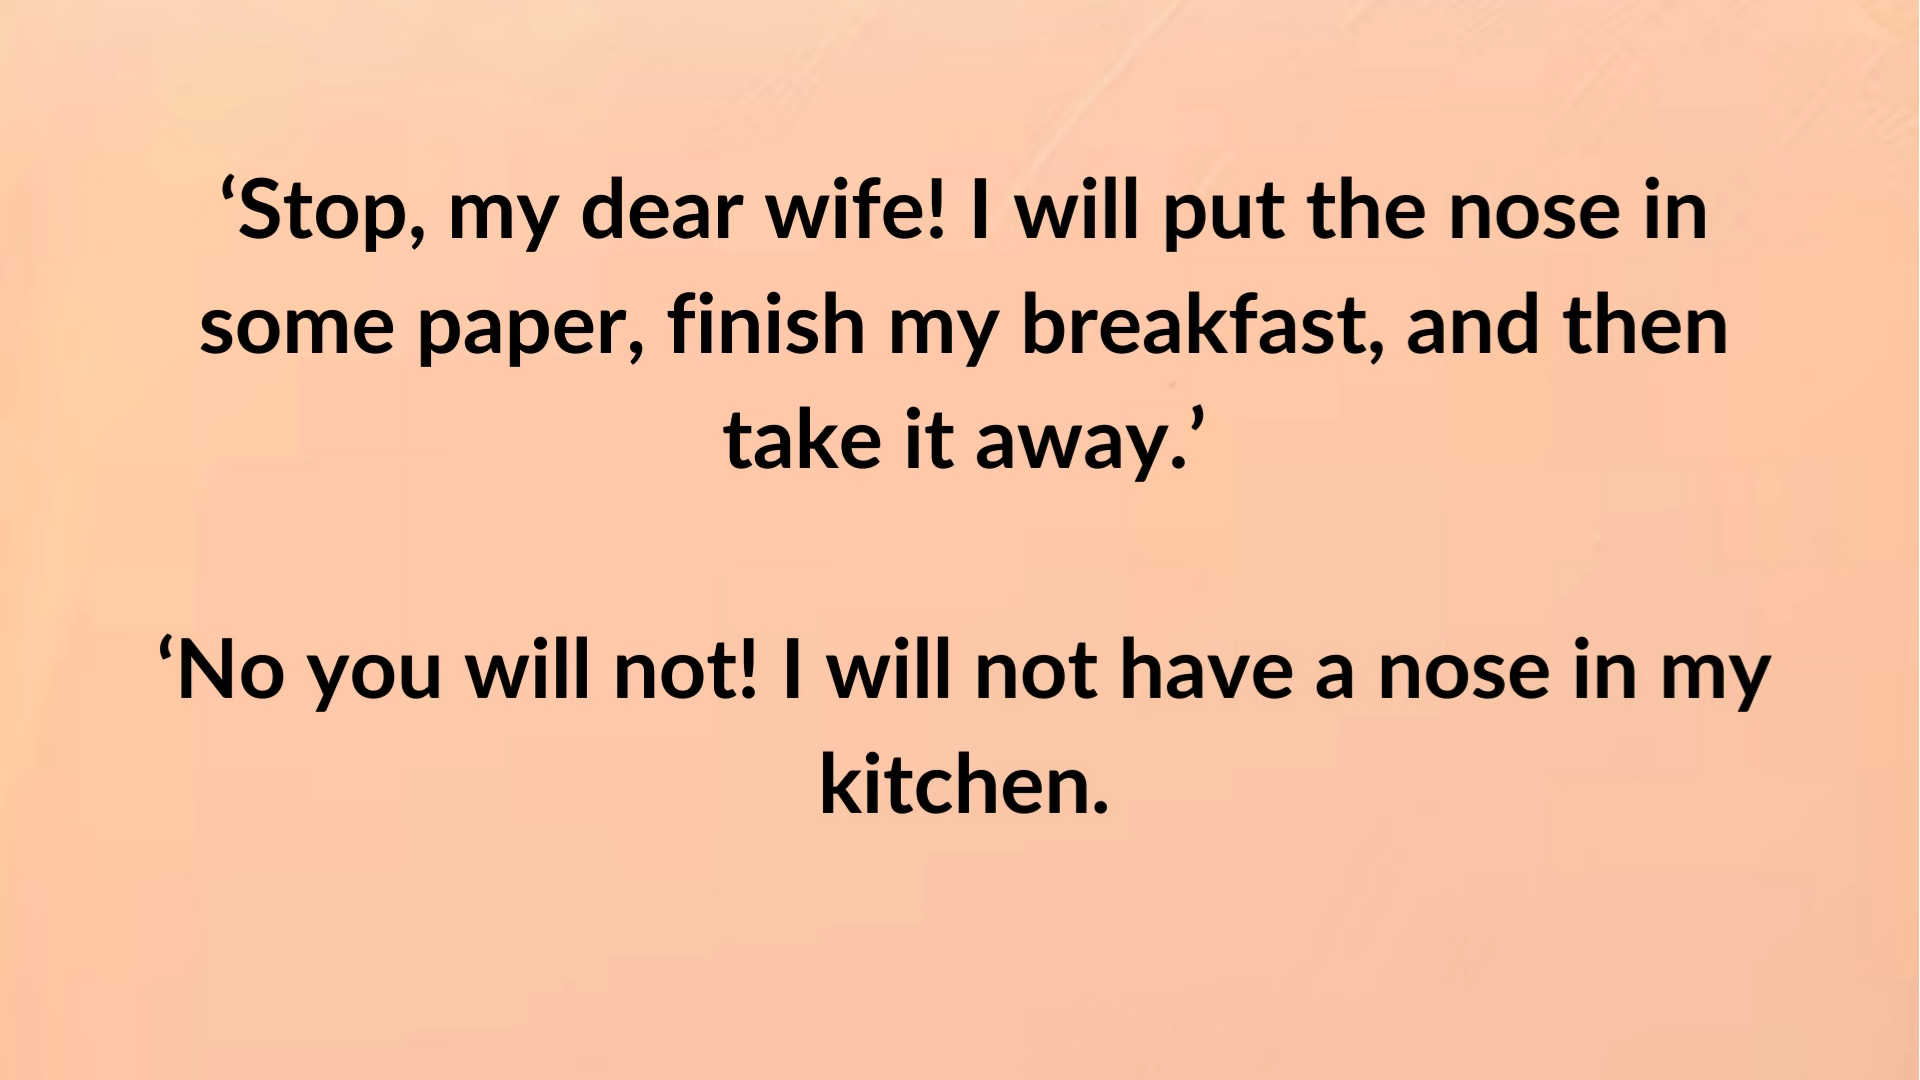 ‘Stop, my dear wife! I will put the nose in
some paper, finish my breakfast, and then
take it away.’
‘No you will not! I will not have a nose in my
kitchen.